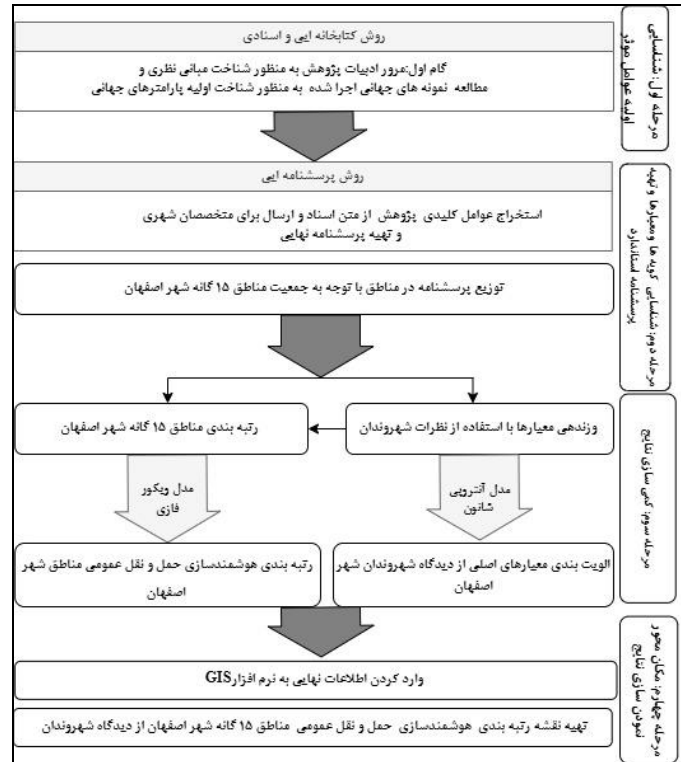 مرحله اول: شناسایی
اولیه عوامل موثر
روش کتابخانه ایی و اسنادی
گام اول:مرور ادبیات پژوهش به منظور شناخت مبانی نظری و
مطالعه نمونه های جهانی اجرا شده به منظور شناخت اولیه پارامترهای جهانی
مرحله دوم: شناسایی گویه ها ومعیارها و تهیه
پرسشنامه استاندارد
روش پرسشنامه ایی
استخراج عوامل کلیدی پژوهش از متن اسناد و ارسال برای متخصصان شهری
و تهیه پرسشنامه نهایی
توزیع پرسشنامه در مناطق با توجه به جمعیت مناطق ۱۵ گانه شهر اصفهان
مرحله سوم: کمی سازی نتایج
وزندهی معیارها با استفاده از نظرات شهروندان
رتبه بندی مناطق ۱۵ گانه شهر اصفهان
مدل آنتروپی
شانون
مدل ویکور
فازی
الویت بندی معیارهای اصلی از دیدگاه شهروندان شهر
اصفهان
رتبه بندی هوشمندسازی حمل و نقل عمومی مناطق شهر
اصفهان
مرحله چهارم: مکان محور
نمودن سازی نتایج
وارد کردن اطلاعات نهایی به نرم افزارGIS
تهیه نقشه رتبه بندی هوشمندسازی حمل و نقل عمومی مناطق ۱۵ گانه شهر اصفهان از دیدگاه شهروندان